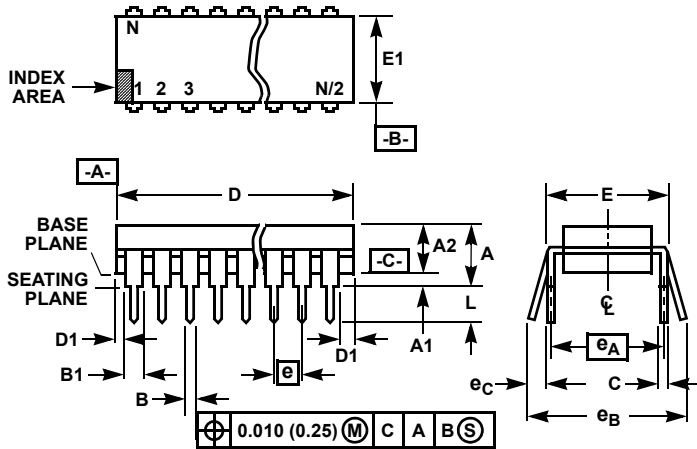 N
E1
INDEX
AREA
1 2 3 N/2
-B-
-A-
D
E
BASE
PLANE
A2
A
-C-
SEATING
PLANE
L
CL
D1
A1
D1
eA
B1
e
eC
C
B
eB
⌖ 0.010 (0.25) Ⓜ C A B Ⓢ